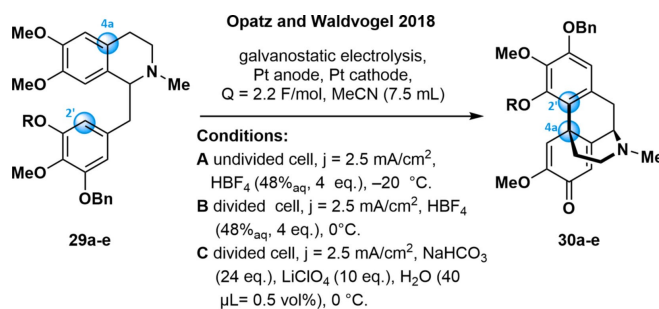 Opatz and Waldvogel 2018
galvanostatic electrolysis,
Pt anode, Pt cathode,
Q = 2.2 F/mol, MeCN (7.5 mL)
Conditions:
A undivided cell, j = 2.5 mA/cm²,
HBF₄ (48%aq, 4 eq.), –20 °C.
B divided cell, j = 2.5 mA/cm², HBF₄
(48%aq, 4 eq.), 0°C.
C divided cell, j = 2.5 mA/cm², NaHCO₃
(24 eq.), LiClO₄ (10 eq.), H₂O (40
µL= 0.5 vol%), 0 °C.
4a
MeO
MeO
N
Me
2'
RO
MeO
OBn
29a-e
OBn
MeO
MeO
RO
2'
4a
N
Me
MeO
O
30a-e